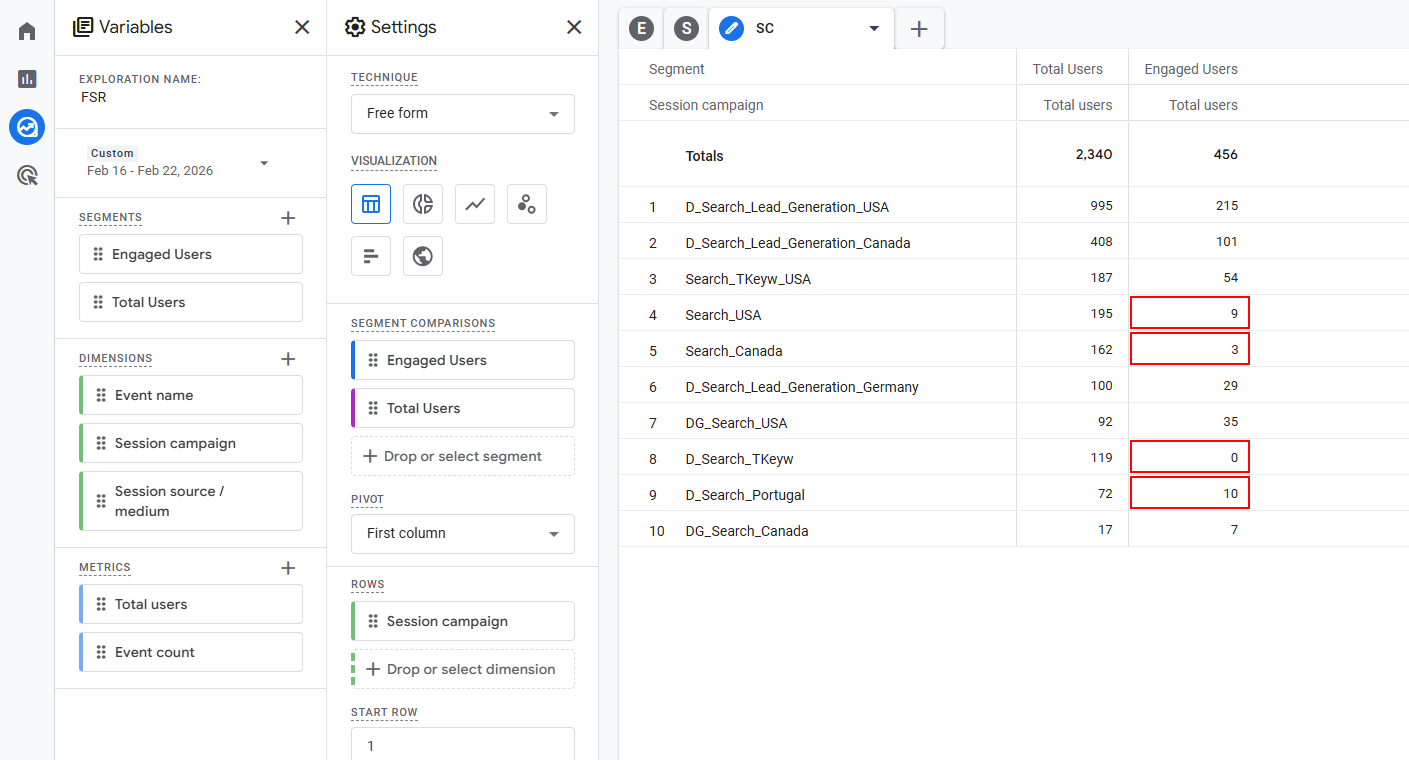 Variables
EXPLORATION NAME:
FSR
Custom
Feb 16 - Feb 22, 2026
SEGMENTS
Engaged Users
Total Users
DIMENSIONS
Event name
Session campaign
Session source /
medium
METRICS
Total users
Event count
Settings
TECHNIQUE
Free form
VISUALIZATION
SEGMENT COMPARISONS
Engaged Users
Total Users
Drop or select segment
PIVOT
First column
ROWS
Session campaign
Drop or select dimension
START ROW
1
E S SC
Segment Total Users Engaged Users
Session campaign Total users Total users
Totals 2,340 456
1 D_Search_Lead_Generation_USA 995 215
2 D_Search_Lead_Generation_Canada 408 101
3 Search_TKeyw_USA 187 54
4 Search_USA 195 9
5 Search_Canada 162 3
6 D_Search_Lead_Generation_Germany 100 29
7 DG_Search_USA 92 35
8 D_Search_TKeyw 119 0
9 D_Search_Portugal 72 10
10 DG_Search_Canada 17 7